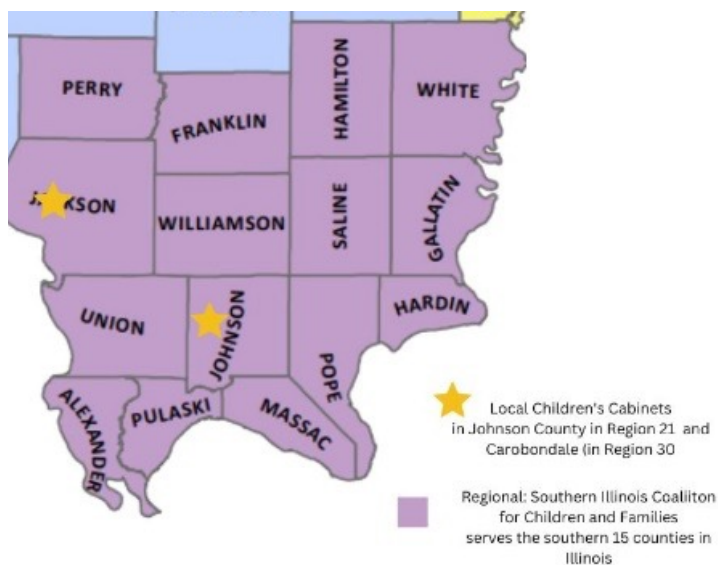 PERRY
FRANKLIN
HAMILTON
WHITE
KSON
WILLIAMSON
SALINE
GALLATIN
UNION
JOHNSON
POPE
HARDIN
ALEXANDER
PULASKI
MASSAC
Local Children's Cabinets
in Johnson County in Region 21 and
Carobondale (in Region 30
Regional: Southern Illinois Coaliiton
for Children and Families
serves the southern 15 counties in
Illinois